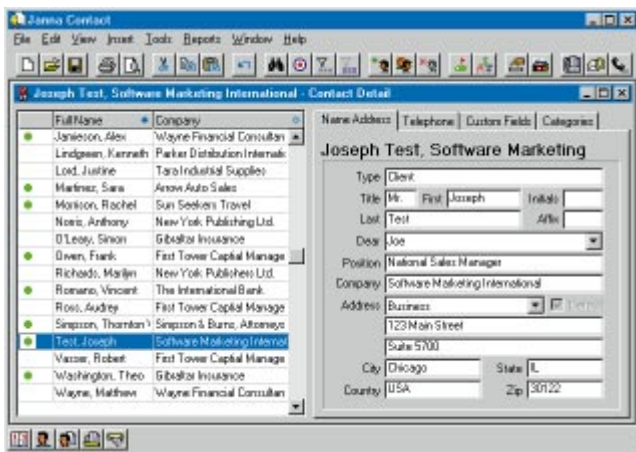 Janna Contact
File Edit View Insert Tools Reports Window Help
Joseph Test, Software Marketing International - Contact Detail
Full Name Company
Jamieson, Alex Wayne Financial Consultan
Lindgreen, Kenneth Parker Distribution Internati
Lord, Justine Tara Industrial Supplies
Martinez, Sara Arrow Auto Sales
Morrison, Rachel Sun Seekers Travel
Norris, Anthony New York Publishing Ltd.
O'Leary, Simon Gibraltar Insurance
Owen, Frank First Tower Captial Manage
Richards, Marilyn New York Publishers Ltd.
Romano, Vincent The International Bank
Ross, Audrey First Tower Captial Manage
Simpson, Thornton Simpson & Burns, Attorneys
Test, Joseph Software Marketing Internat
Vasser, Robert First Tower Captial Manage
Washington, Theo Gibraltar Insurance
Wayne, Matthew Wayne Financial Consultan
Name Address Telephone Custom Fields Categories
Joseph Test, Software Marketing
Type Client
Title Mr. First Joseph Initials
Last Test Affix
Dear Joe
Position National Sales Manager
Company Software Marketing International
Address Business
123 Main Street
Suite 5700
City Chicago State IL
Country USA Zip 30122